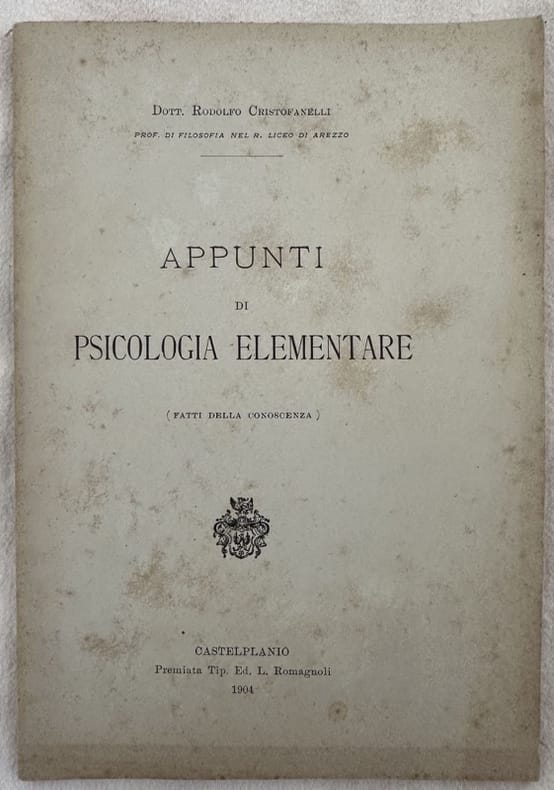 DOTT. RODOLFO CRISTOFANELLI
PROF. DI FILOSOFIA NEL R. LICEO DI AREZZO
APPUNTI
DI
PSICOLOGIA ELEMENTARE
( FATTI DELLA CONOSCENZA )
CASTELPLANIO
Premiata Tip. Ed. L. Romagnoli
1904